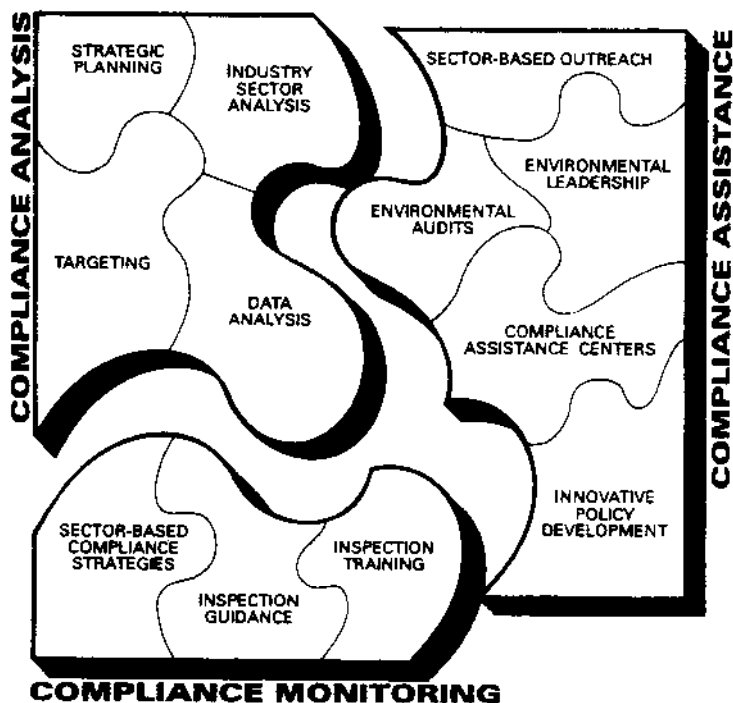 COMPLIANCE ANALYSIS
STRATEGIC
PLANNING
INDUSTRY
SECTOR
ANALYSIS
TARGETING
DATA
ANALYSIS
COMPLIANCE ASSISTANCE
SECTOR-BASED OUTREACH
ENVIRONMENTAL
LEADERSHIP
ENVIRONMENTAL
AUDITS
COMPLIANCE
ASSISTANCE CENTERS
INNOVATIVE
POLICY
DEVELOPMENT
SECTOR-BASED
COMPLIANCE
STRATEGIES
INSPECTION
GUIDANCE
INSPECTION
TRAINING
COMPLIANCE MONITORING